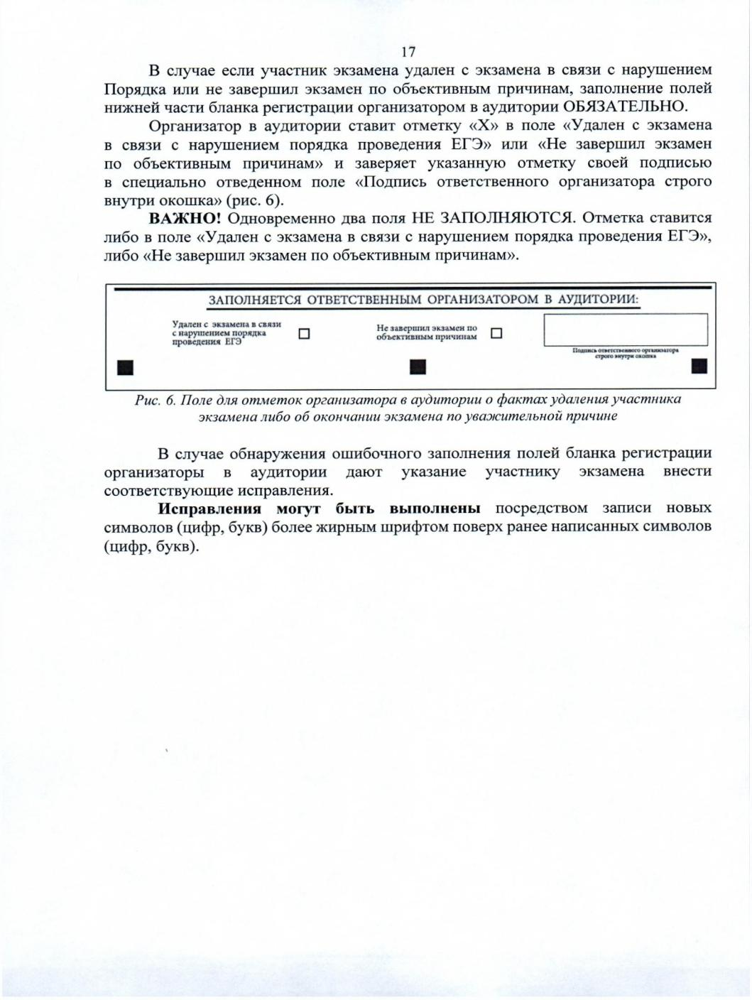 17
В случае если участник экзамена удален с экзамена в связи с нарушением
Порядка или не завершил экзамен по объективным причинам, заполнение полей
нижней части бланка регистрации организатором в аудитории ОБЯЗАТЕЛЬНО.
Организатор в аудитории ставит отметку «X» в поле «Удален с экзамена
в связи с нарушением порядка проведения ЕГЭ» или «Не завершил экзамен
по объективным причинам» и заверяет указанную отметку своей подписью
в специально отведенном поле «Подпись ответственного организатора строго
внутри окошка» (рис. 6).
ВАЖНО! Одновременно два поля НЕ ЗАПОЛНЯЮТСЯ. Отметка ставится
либо в поле «Удален с экзамена в связи с нарушением порядка проведения ЕГЭ»,
либо «Не завершил экзамен по объективным причинам».
ЗАПОЛНЯЕТСЯ ОТВЕТСТВЕННЫМ ОРГАНИЗАТОРОМ В АУДИТОРИИ:
Удален с экзамена в связи
с нарушением порядка
проведения ЕГЭ
Не завершил экзамен по
объективным причинам
Подпись ответственного организатора
строго внутри окошка
Рис. 6. Поле для отметок организатора в аудитории о фактах удаления участника
экзамена либо об окончании экзамена по уважительной причине
В случае обнаружения ошибочного заполнения полей бланка регистрации
организаторы в аудитории дают указание участнику экзамена внести
соответствующие исправления.
Исправления могут быть выполнены посредством записи новых
символов (цифр, букв) более жирным шрифтом поверх ранее написанных символов
(цифр, букв).